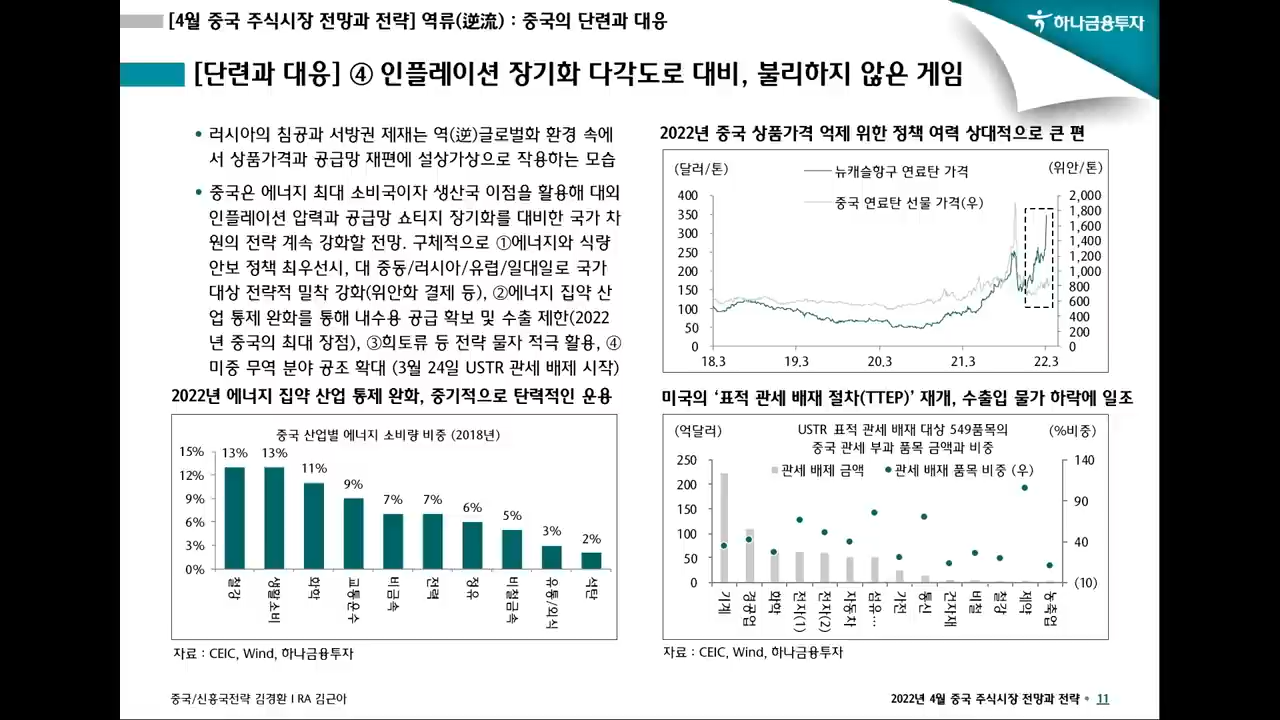 [4월 중국 주식시장 전망과 전략] 역류(逆流) : 중국의 단련과 대응
하나금융투자
[단련과 대응] ④ 인플레이션 장기화 다각도로 대비, 불리하지 않은 게임
• 러시아의 침공과 서방권 제재는 역(逆)글로벌화 환경 속에
서 상품가격과 공급망 재편에 설상가상으로 작용하는 모습
• 중국은 에너지 최대 소비국이자 생산국 이점을 활용해 대외
인플레이션 압력과 공급망 쇼티지 장기화를 대비한 국가 차
원의 전략 계속 강화할 전망. 구체적으로 ①에너지와 식량
안보 정책 최우선시, 대 중동/러시아/유럽/일대일로 국가
대상 전략적 밀착 강화(위안화 결제 등), ②에너지 집약 산
업 통제 완화를 통해 내수용 공급 확보 및 수출 제한(2022
년 중국의 최대 장점), ③희토류 등 전략 물자 적극 활용, ④
미중 무역 분야 공조 확대 (3월 24일 USTR 관세 배제 시작)
2022년 중국 상품가격 억제 위한 정책 여력 상대적으로 큰 편
(달러/톤)
뉴캐슬항구 연료탄 가격
(위안/톤)
중국 연료탄 선물 가격(우)
400
350
300
250
200
150
100
50
0
2,000
1,800
1,600
1,400
1,200
1,000
800
600
400
200
0
18.3 19.3 20.3 21.3 22.3
2022년 에너지 집약 산업 통제 완화, 중기적으로 탄력적인 운용
중국 산업별 에너지 소비량 비중 (2018년)
15%
12%
9%
6%
3%
0%
13% 13% 11% 9% 7% 7% 6% 5% 3% 2%
철강 생활소비 화학 교통운수 비금속 전력 정유 비철금속 유통/외식 석탄
자료 : CEIC, Wind, 하나금융투자
미국의 ‘표적 관세 배재 절차(TTEP)’ 재개, 수출입 물가 하락에 일조
(억달러)
USTR 표적 관세 배재 대상 549품목의
중국 관세 부과 품목 금액과 비중
(%비중)
관세 배제 금액
관세 배재 품목 비중 (우)
250
200
150
100
50
0
140
90
40
(10)
기계 경공업 화학 전자(1) 전자(2) 자동차 섬유… 가전 통신 건자재 비철 철강 제약 농축업
자료 : CEIC, Wind, 하나금융투자
중국/신흥국전략 김경환 I RA 김근아
2022년 4월 중국 주식시장 전망과 전략 • 11